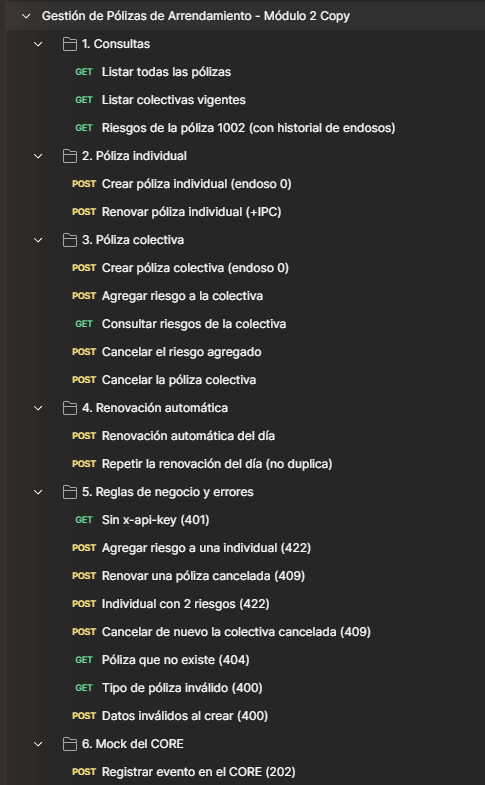 Gestión de Pólizas de Arrendamiento - Módulo 2 Copy
1. Consultas
GET Listar todas las pólizas
GET Listar colectivas vigentes
GET Riesgos de la póliza 1002 (con historial de endosos)
2. Póliza individual
POST Crear póliza individual (endoso 0)
POST Renovar póliza individual (+IPC)
3. Póliza colectiva
POST Crear póliza colectiva (endoso 0)
POST Agregar riesgo a la colectiva
GET Consultar riesgos de la colectiva
POST Cancelar el riesgo agregado
POST Cancelar la póliza colectiva
4. Renovación automática
POST Renovación automática del día
POST Repetir la renovación del día (no duplica)
5. Reglas de negocio y errores
GET Sin x-api-key (401)
POST Agregar riesgo a una individual (422)
POST Renovar una póliza cancelada (409)
POST Individual con 2 riesgos (422)
POST Cancelar de nuevo la colectiva cancelada (409)
GET Póliza que no existe (404)
GET Tipo de póliza inválido (400)
POST Datos inválidos al crear (400)
6. Mock del CORE
POST Registrar evento en el CORE (202)